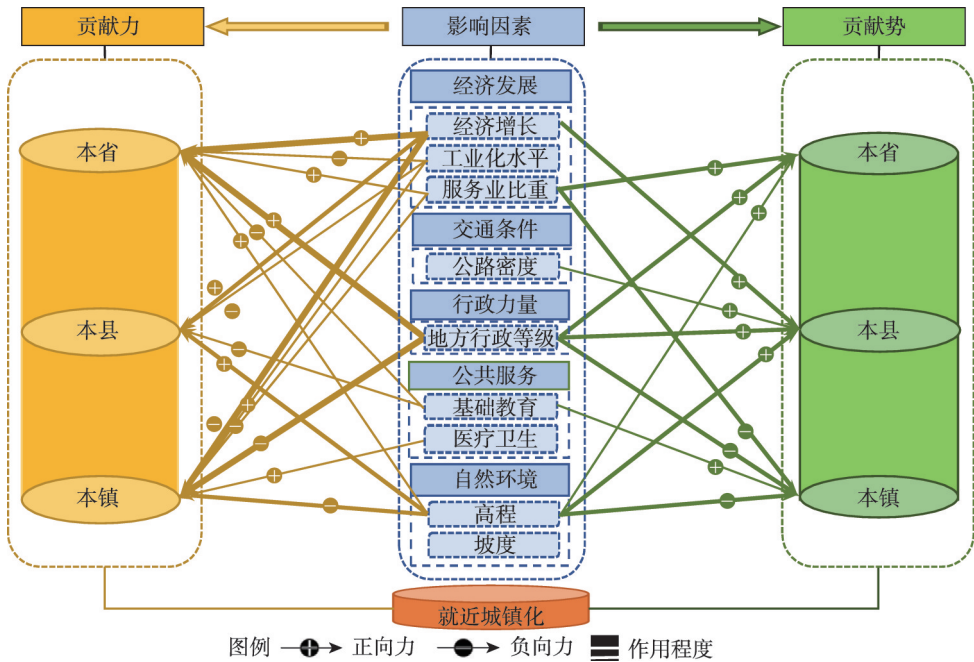 贡献力
影响因素
贡献势
经济发展
经济增长
工业化水平
服务业比重
交通条件
公路密度
行政力量
地方行政等级
公共服务
基础教育
医疗卫生
自然环境
高程
坡度
本省
本县
本镇
本省
本县
本镇
就近城镇化
图例 正向力 负向力 作用程度